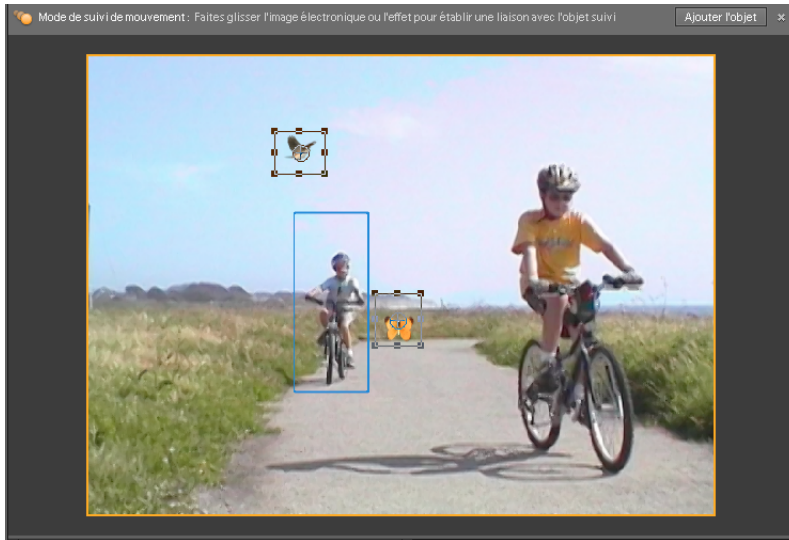 Mode de suivi de mouvement : Faites glisser l'image électronique ou l'effet pour établir une liaison avec l'objet suivi
Ajouter l'objet